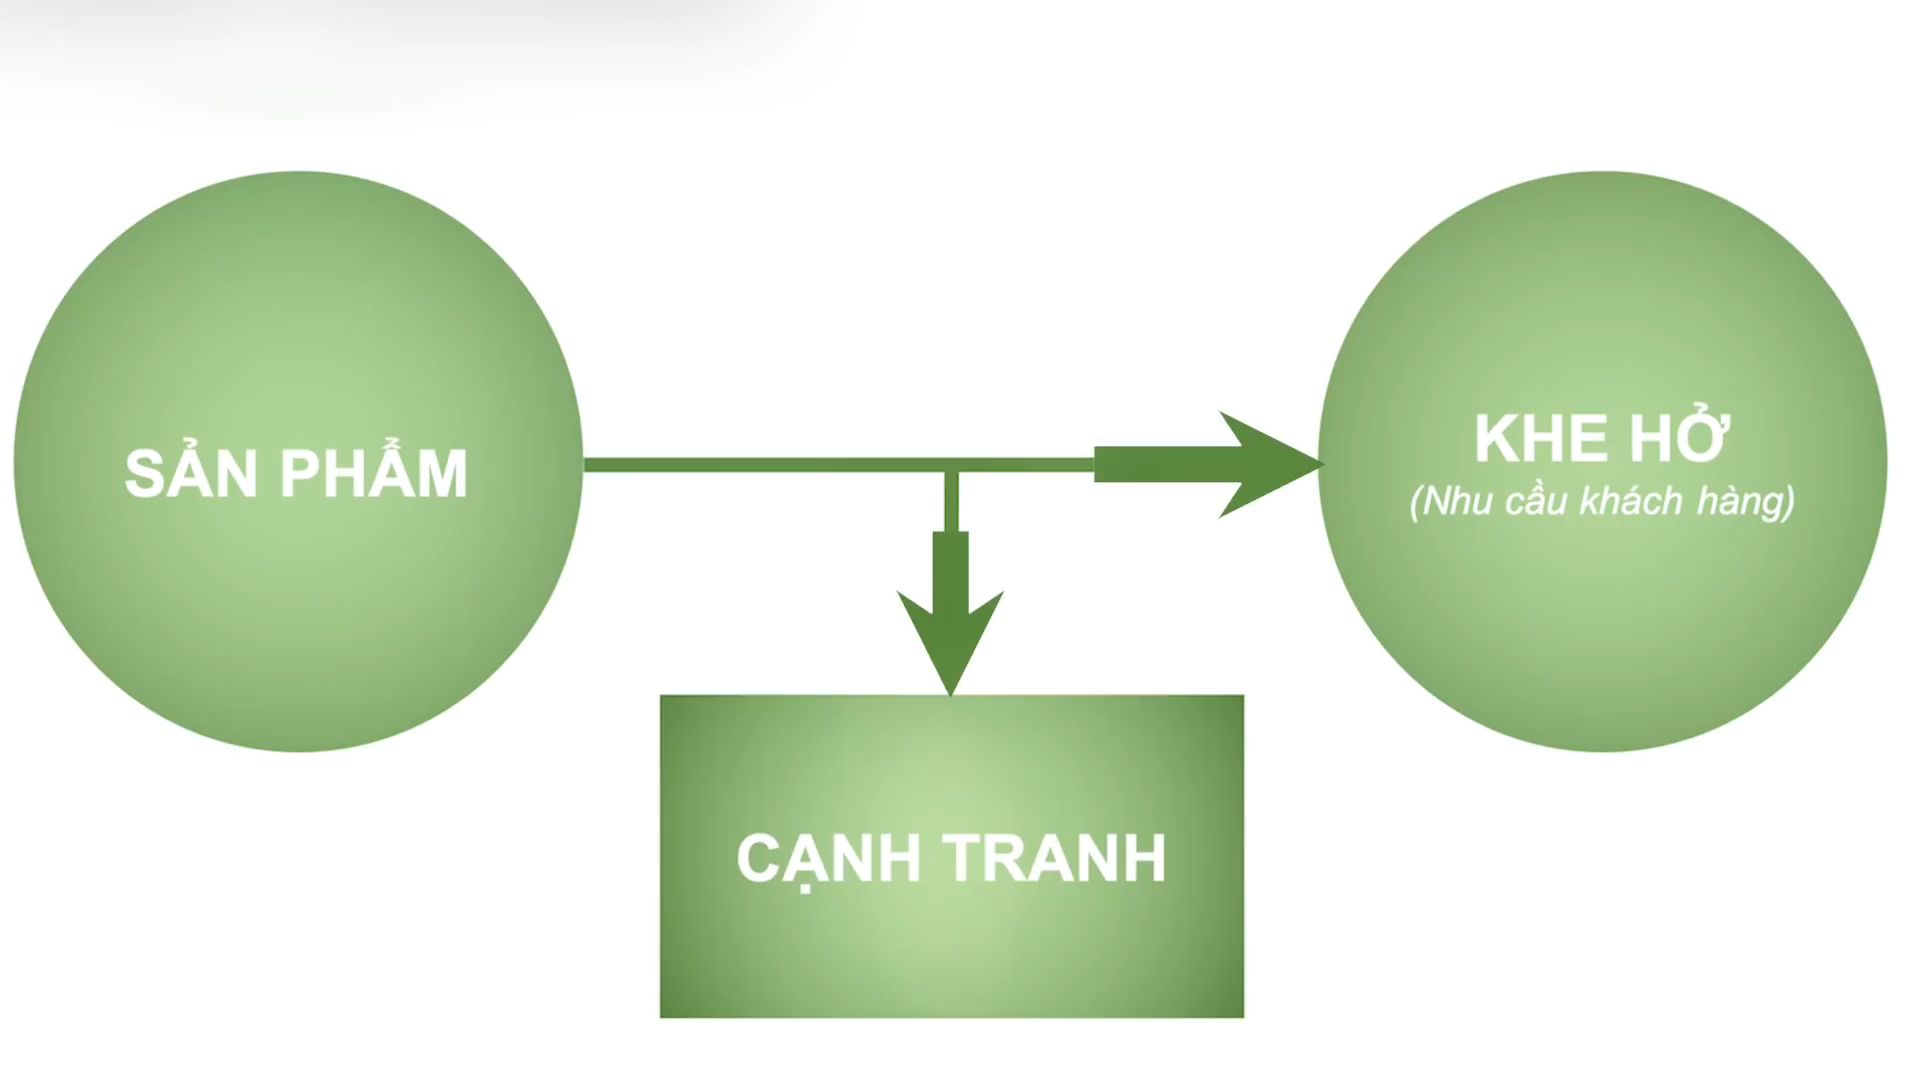 SẢN PHẨM
KHE HỞ
(Nhu cầu khách hàng)
CẠNH TRANH